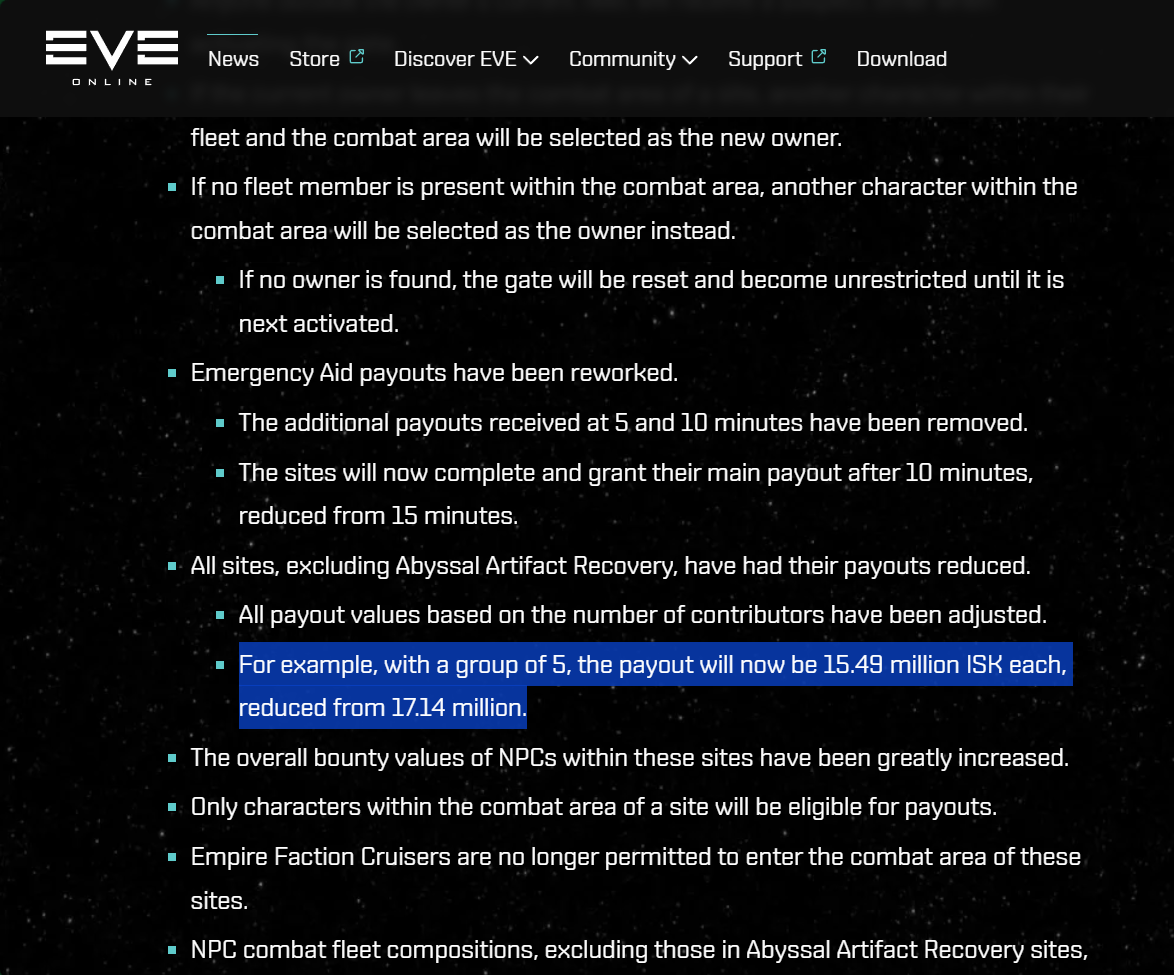 EVE
ONLINE
News Store Discover EVE Community Support Download
fleet and the combat area will be selected as the new owner.
If no fleet member is present within the combat area, another character within the
combat area will be selected as the owner instead.
If no owner is found, the gate will be reset and become unrestricted until it is
next activated.
Emergency Aid payouts have been reworked.
The additional payouts received at 5 and 10 minutes have been removed.
The sites will now complete and grant their main payout after 10 minutes,
reduced from 15 minutes.
All sites, excluding Abyssal Artifact Recovery, have had their payouts reduced.
All payout values based on the number of contributors have been adjusted.
For example, with a group of 5, the payout will now be 15.49 million ISK each,
reduced from 17.14 million.
The overall bounty values of NPCs within these sites have been greatly increased.
Only characters within the combat area of a site will be eligible for payouts.
Empire Faction Cruisers are no longer permitted to enter the combat area of these
sites.
NPC combat fleet compositions, excluding those in Abyssal Artifact Recovery sites,